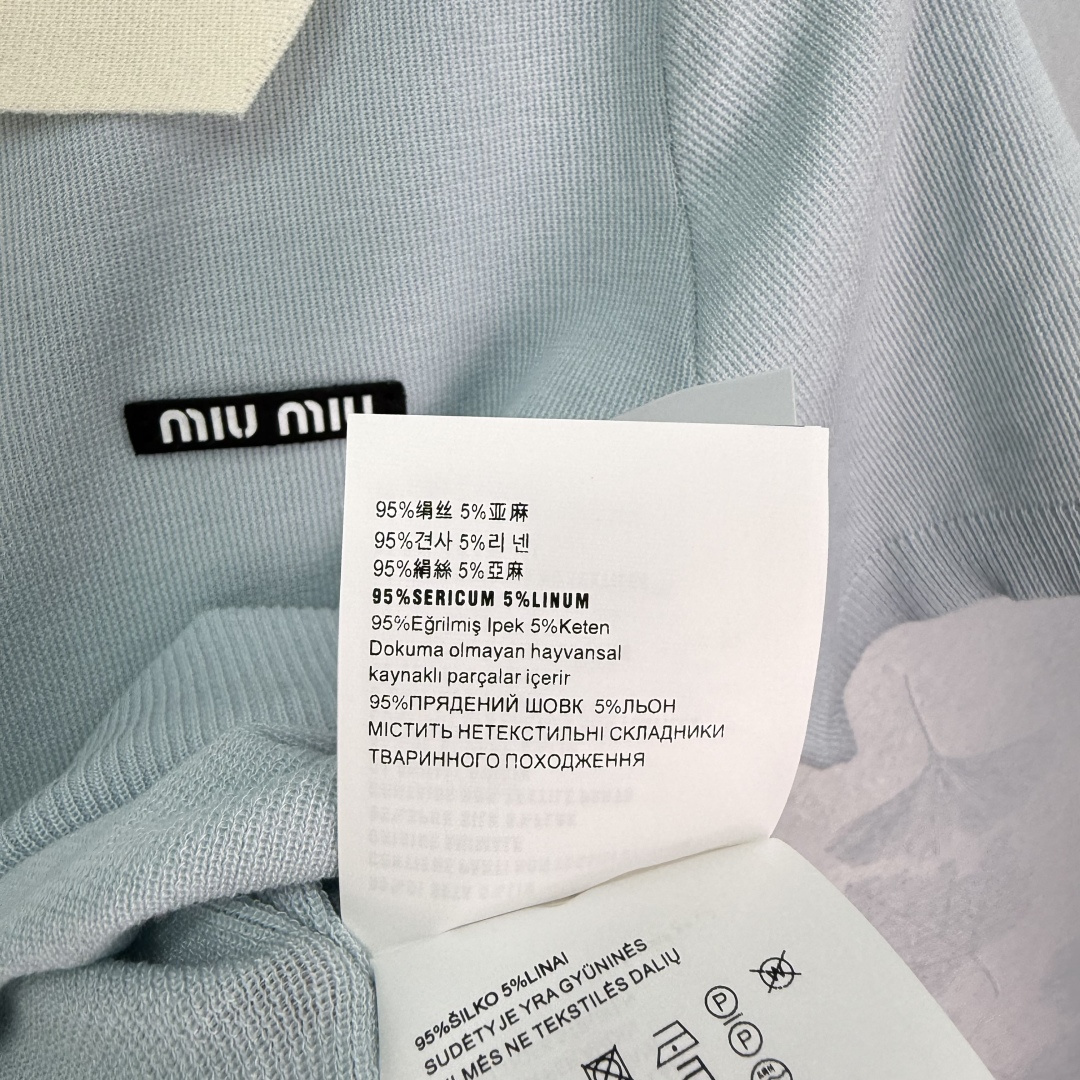 miu miu
95%绢丝 5%亚麻
95%견사 5%리 넨
95%絹絲 5%亞麻
95%SERICUM 5%LINUM
95%Eğrilmiş Ipek 5%Keten
Dokuma olmayan hayvansal
kaynaklı parçalar içerir
95%ПРЯДЕНИЙ ШОВК 5%ЛЬОН
МІСТИТЬ НЕТЕКСТИЛЬНІ СКЛАДНИКИ
ТВАРИННОГО ПОХОДЖЕННЯ
95%ŠILKO 5%LINAI
SUDĖTYJE YRA GYŪNINĖS
KILMĖS NE TEKSTILĖS DALIŲ
P
P
W